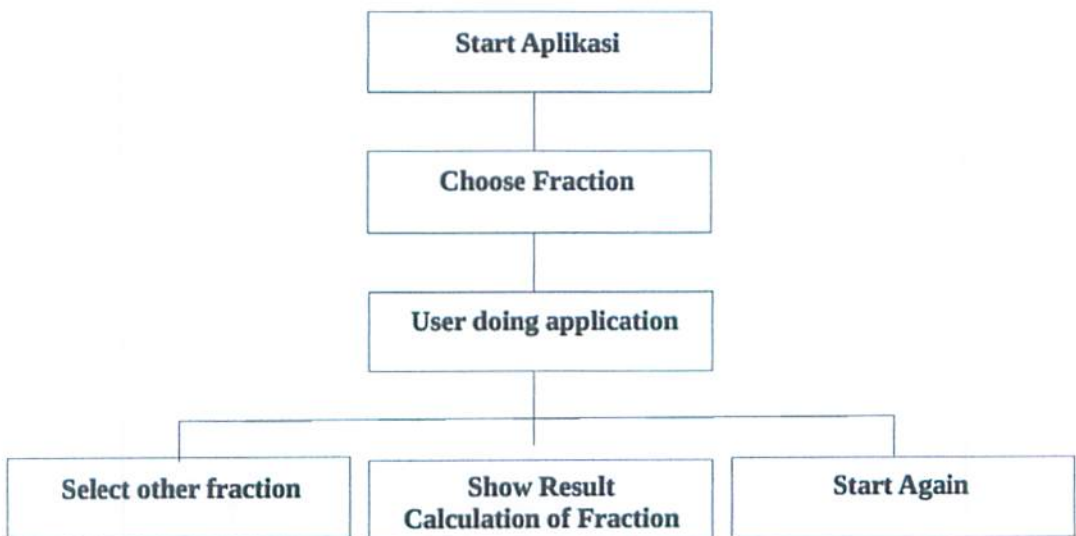 Start Aplikasi
Choose Fraction
User doing application
Select other fraction
Show Result
Calculation of Fraction
Start Again